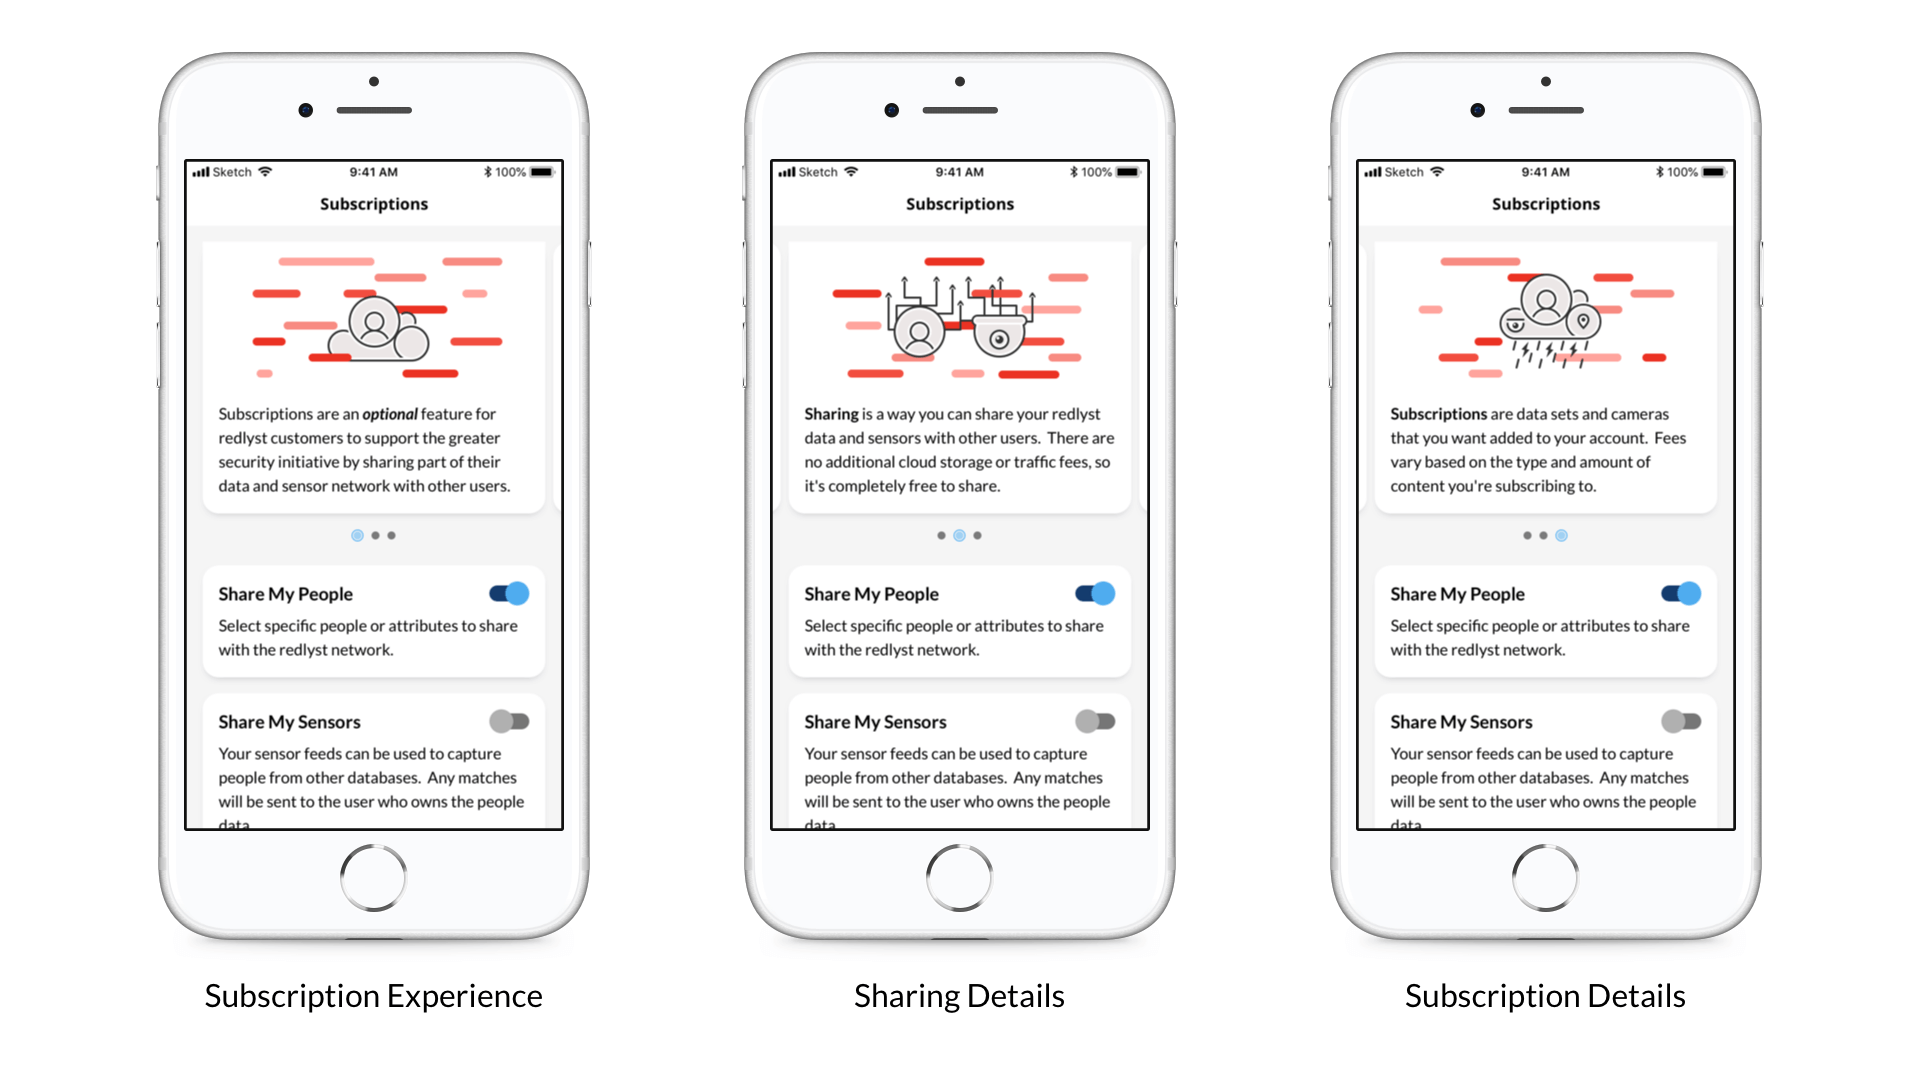 Sketch 9:41 AM 100%
Subscriptions
Subscriptions are an optional feature for
redlyst customers to support the greater
security initiative by sharing part of their
data and sensor network with other users.
Share My People
Select specific people or attributes to share
with the redlyst network.
Share My Sensors
Your sensor feeds can be used to capture
people from other databases. Any matches
will be sent to the user who owns the people
data
Subscription Experience
Sketch 9:41 AM 100%
Subscriptions
Sharing is a way you can share your redlyst
data and sensors with other users. There are
no additional cloud storage or traffic fees, so
it's completely free to share.
Share My People
Select specific people or attributes to share
with the redlyst network.
Share My Sensors
Your sensor feeds can be used to capture
people from other databases. Any matches
will be sent to the user who owns the people
data
Sharing Details
Sketch 9:41 AM 100%
Subscriptions
Subscriptions are data sets and cameras
that you want added to your account. Fees
vary based on the type and amount of
content you're subscribing to.
Share My People
Select specific people or attributes to share
with the redlyst network.
Share My Sensors
Your sensor feeds can be used to capture
people from other databases. Any matches
will be sent to the user who owns the people
data
Subscription Details